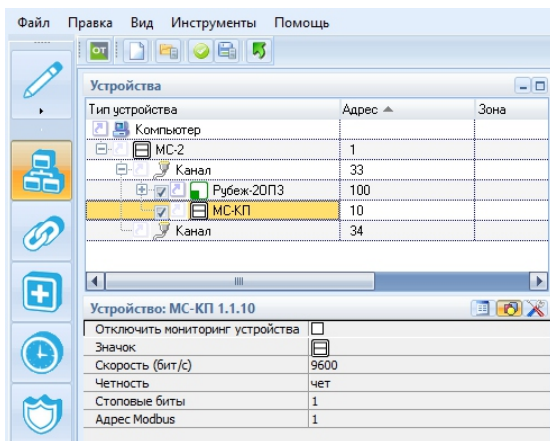 Файл Правка Вид Инструменты Помощь
ОТ
Устройства
Тип устройства Адрес Зона
Компьютер
МС-2 1
Канал 33
Рубеж-2ОП3 100
МС-КП 10
Канал 34
Устройство: МС-КП 1.1.10
Отключить мониторинг устройства
Значок
Скорость (бит/с) 9600
Четность чет
Стоповые биты 1
Адрес Modbus 1